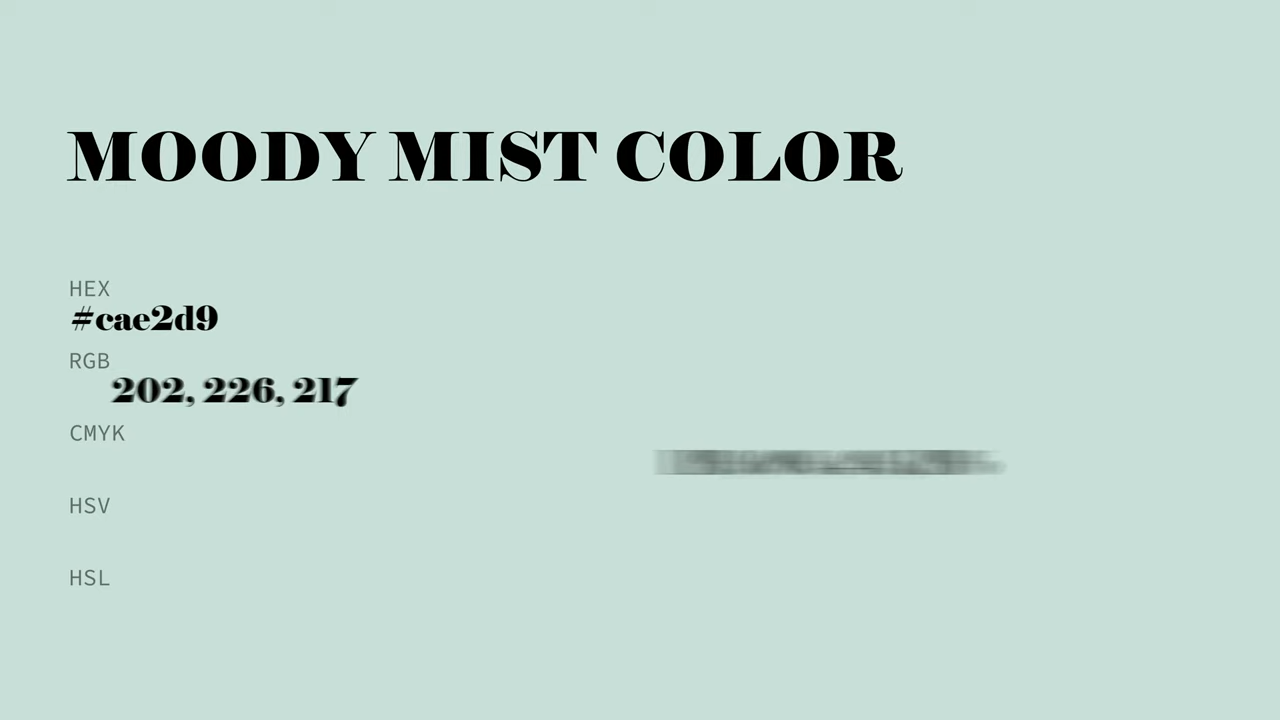 MOODY MIST COLOR
HEX
#cae2d9
RGB
202, 226, 217
CMYK
HSV
HSL